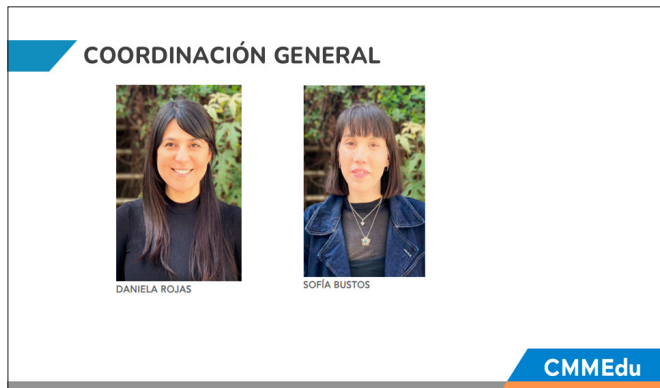 COORDINACIÓN GENERAL
DANIELA ROJAS
SOFÍA BUSTOS
CMMEdu